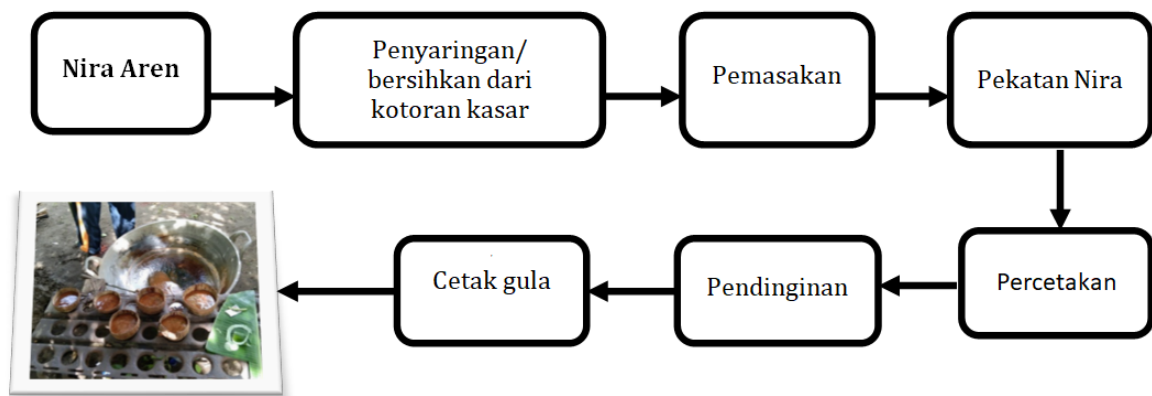 Nira Aren
Penyaringan/
bersihkan dari
kotoran kasar
Pemasakan
Pekatan Nira
Percetakan
Pendinginan
Cetak gula